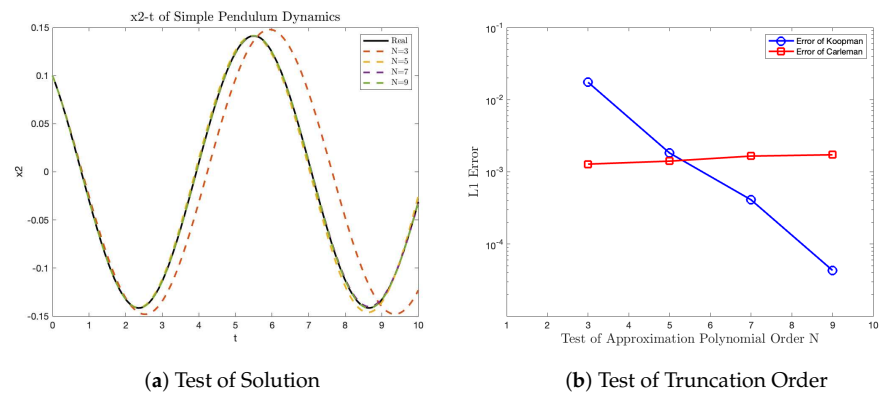 x2-t of Simple Pendulum Dynamics
0.15
0.1
0.05
0
-0.05
-0.1
-0.15
x2
0 1 2 3 4 5 6 7 8 9 10
t
Real
N=3
N=5
N=7
N=9
(a) Test of Solution
10^-1
10^-2
10^-3
10^-4
L1 Error
1 2 3 4 5 6 7 8 9 10
Test of Approximation Polynomial Order N
Error of Koopman
Error of Carleman
(b) Test of Truncation Order